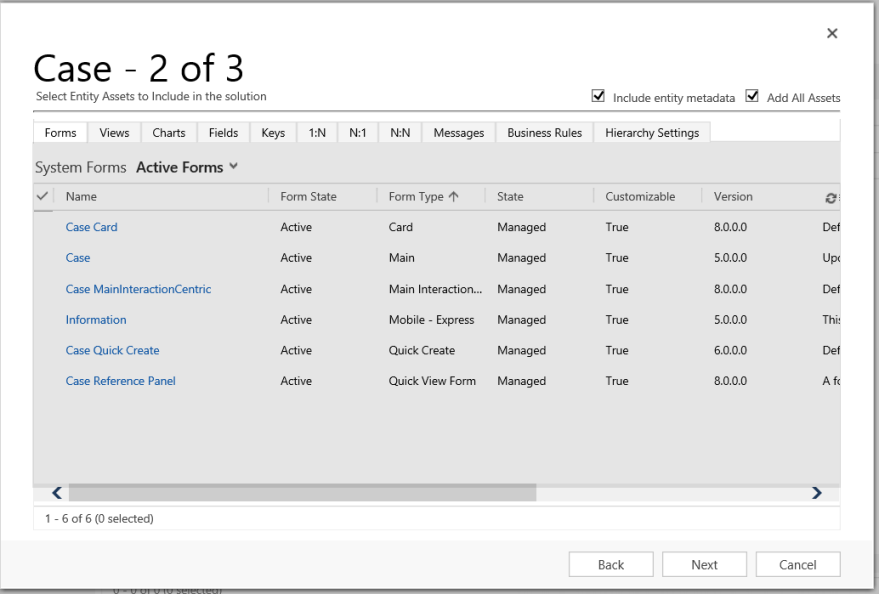 Case - 2 of 3
Select Entity Assets to Include in the solution
Include entity metadata Add All Assets
Forms Views Charts Fields Keys 1:N N:1 N:N Messages Business Rules Hierarchy Settings
System Forms Active Forms
Name Form State Form Type State Customizable Version
Case Card Active Card Managed True 8.0.0.0 Def
Case Active Main Managed True 5.0.0.0
Case MainInteractionCentric Active Main Interaction... Managed True 8.0.0.0 Def
Information Active Mobile - Express Managed True 5.0.0.0 This
Case Quick Create Active Quick Create Managed True 6.0.0.0 Def
Case Reference Panel Active Quick View Form Managed True 8.0.0.0 A
1 - 6 of 6 (0 selected)
Back Next Cancel
0 - 0 of 0 (0 selected)